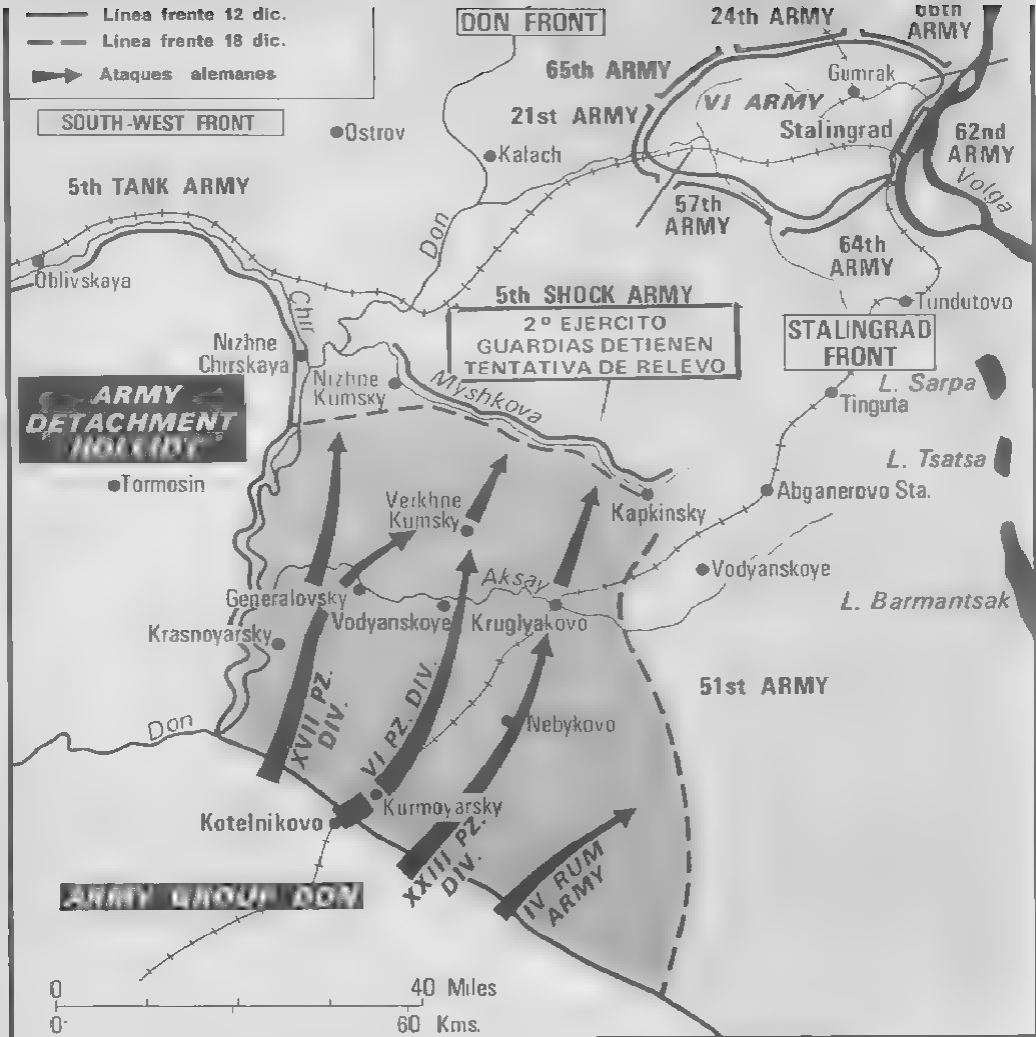 Línea frente 12 dic.
Línea frente 18 dic.
Ataques alemanes
DON FRONT
24th ARMY
66th
ARMY
65th ARMY
Gumrak
VI ARMY
SOUTH-WEST FRONT
Ostrov
21st ARMY
Stalingrad
62nd
ARMY
Kalach
Volga
5th TANK ARMY
57th
ARMY
Don
64th
ARMY
Oblivskaya
Chir
5th SHOCK ARMY
Tundutovo
2º EJERCITO
GUARDIAS DETIENEN
TENTATIVA DE RELEVO
STALINGRAD
FRONT
Nizhne
Chirskaya
Nizhne
Kumsky
Myshkova
L. Sarpa
Tinguta
ARMY
DETACHMENT
HOLLIDT
L. Tsatsa
Tormosin
Verkhne
Kumsky
Kapkinsky
Abganerovo Sta.
Aksay
Vodyanskoye
Generalovsky
Vodyanskoye
Kruglyakovo
L. Barmantsak
Krasnoyarsky
51st ARMY
Don
XVII PZ.
DIV.
VI PZ. DIV.
Nebykovo
Kurmoyarsky
Kotelnikovo
XXIII PZ.
DIV.
IV RUM
ARMY
ARMY GROUP DON
0 40 Miles
0 60 Kms.